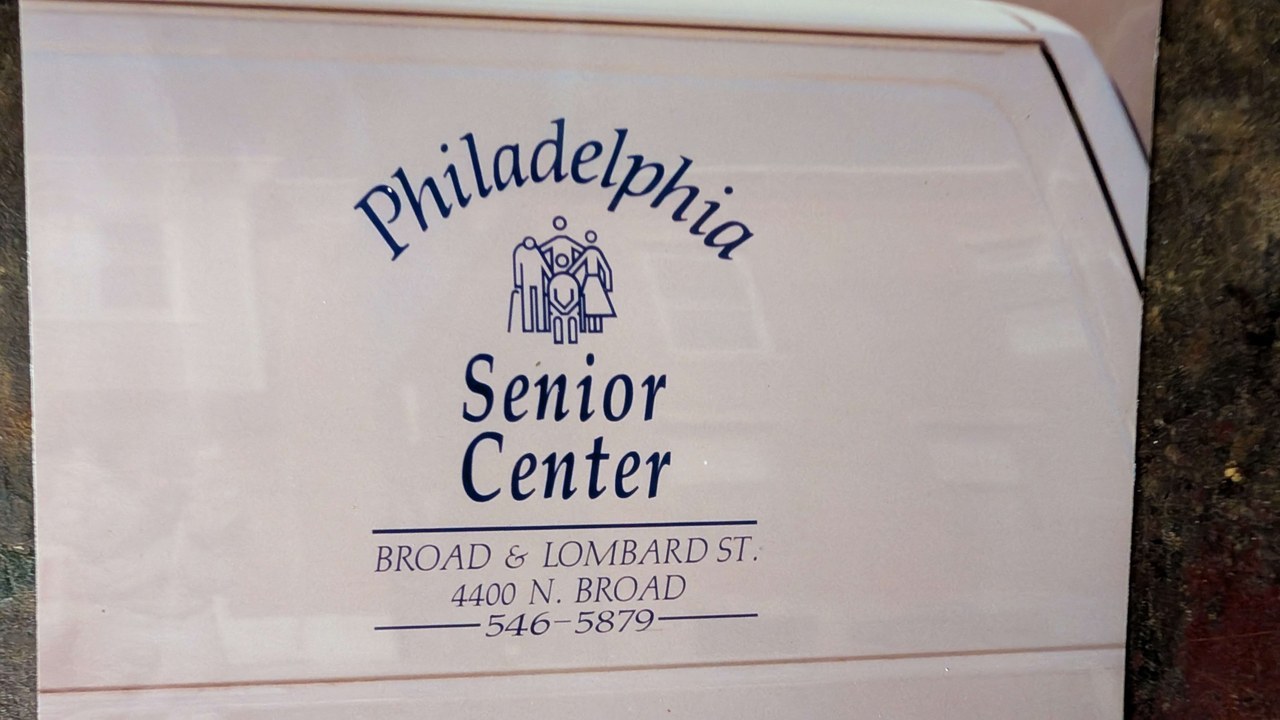 Philadelphia
Senior
Center
BROAD & LOMBARD ST.
4400 N. BROAD
546-5879